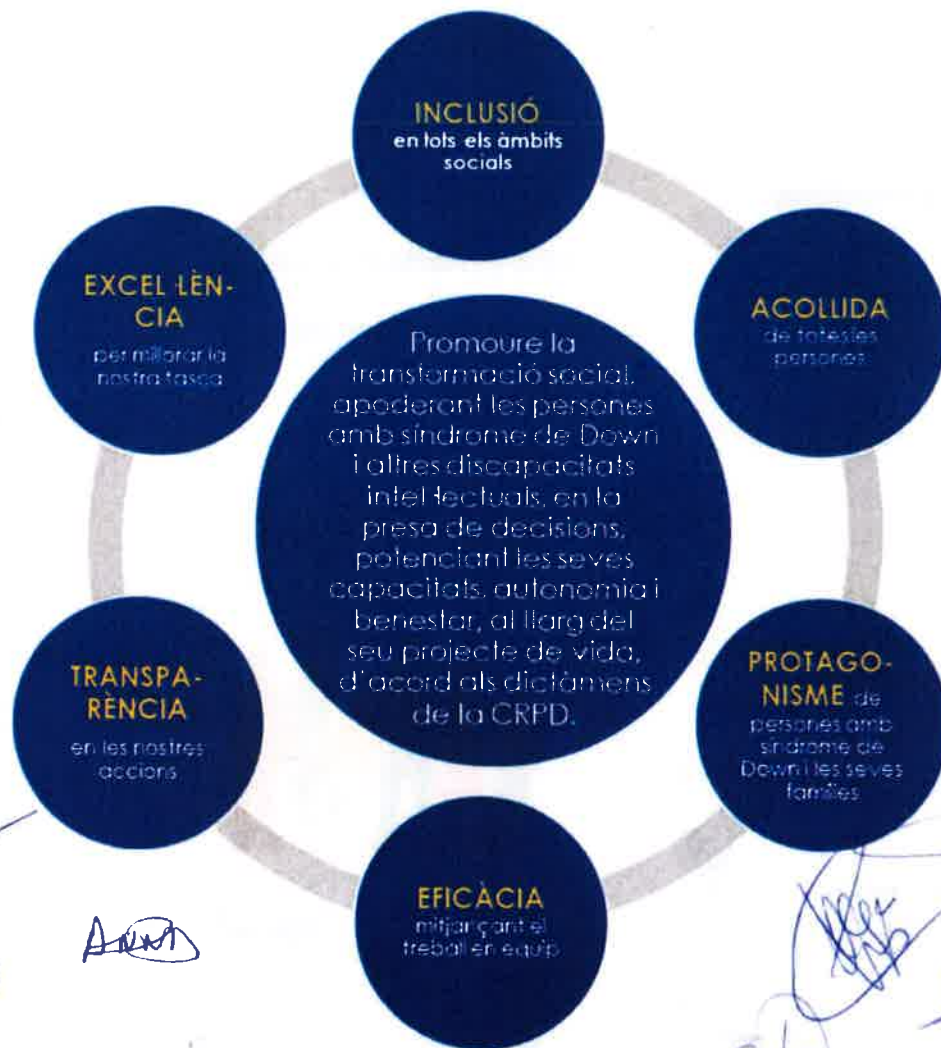 INCLUSIÓ
en tots els àmbits
socials
EXCEL·LÈN-
CIA
per millorar la
nostra tasca
ACOLLIDA
de totes les
persones
Promoure la
transformació social,
apoderant les persones
amb síndrome de Down
i altres discapacitats
intel·lectuals, en la
presa de decisions,
potenciant les seves
capacitats, autonomia i
benestar, al llarg del
seu projecte de vida,
d'acord als dictàmens
de la CRPD.
TRANSPA-
RÈNCIA
en les nostres
accions
PROTAGO-
NISME de
persones amb
síndrome de
Down i les seves
famílies
EFICÀCIA
mitjançant el
treball en equip